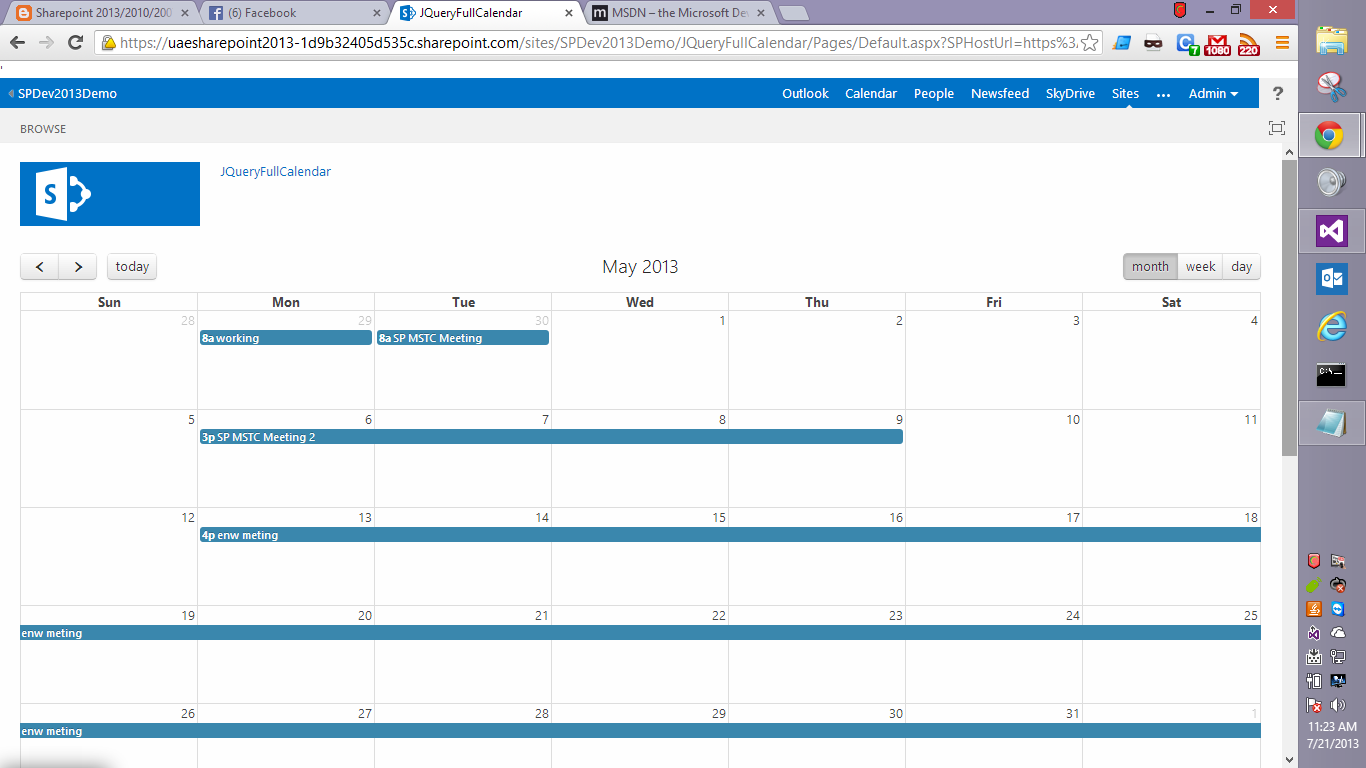 Sharepoint 2013/2010/200 (6) Facebook JQueryFullCalendar MSDN – the Microsoft De
https://uaesharepoint2013-1d9b32405d535c.sharepoint.com/sites/SPDev2013Demo/JQueryFullCalendar/Pages/Default.aspx?SPHostUrl=https%3 7 1080 220
SPDev2013Demo Outlook Calendar People Newsfeed SkyDrive Sites ... Admin ?
BROWSE
S JQueryFullCalendar
today May 2013 month week day
Sun Mon Tue Wed Thu Fri Sat
28 29 30 1 2 3 4
8a working 8a SP MSTC Meeting
5 6 7 8 9 10 11
3p SP MSTC Meeting 2
12 13 14 15 16 17 18
4p enw meting
19 20 21 22 23 24 25
enw meting
26 27 28 29 30 31 1
enw meting
11:23 AM
7/21/2013